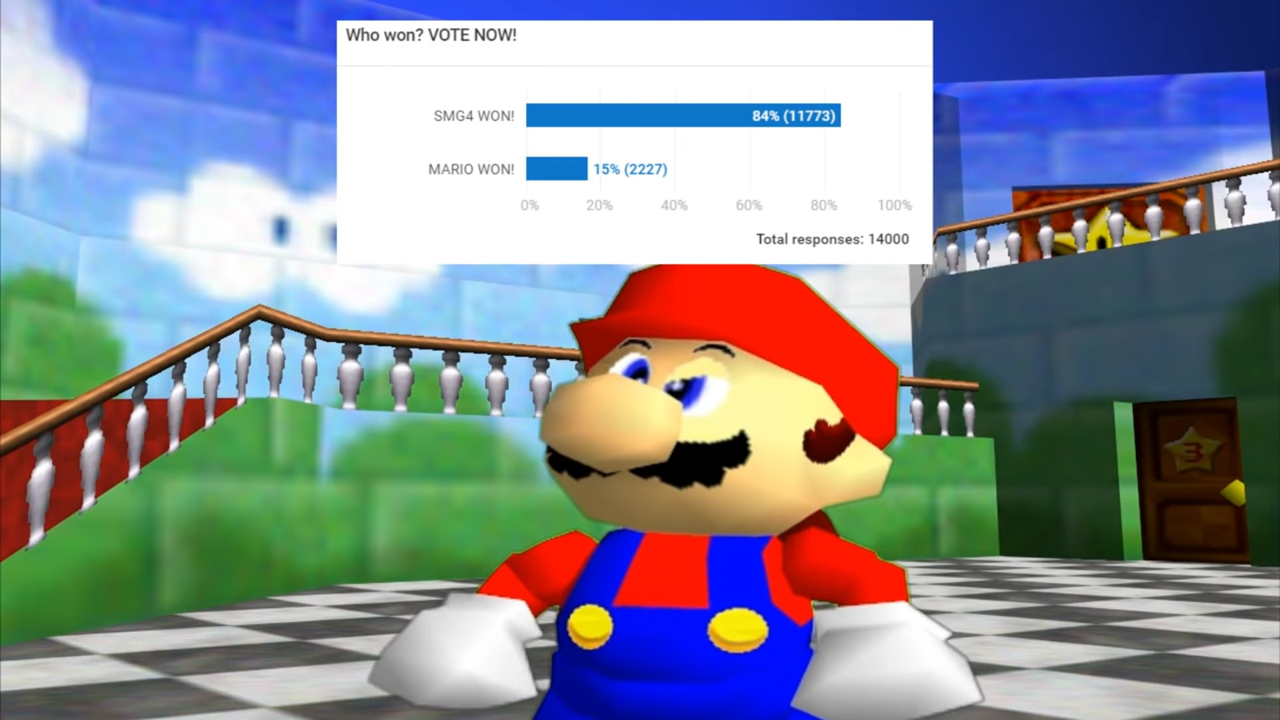 Who won? VOTE NOW!
SMG4 WON! 84% (11773)
MARIO WON! 15% (2227)
0% 20% 40% 60% 80% 100%
Total responses: 14000
3